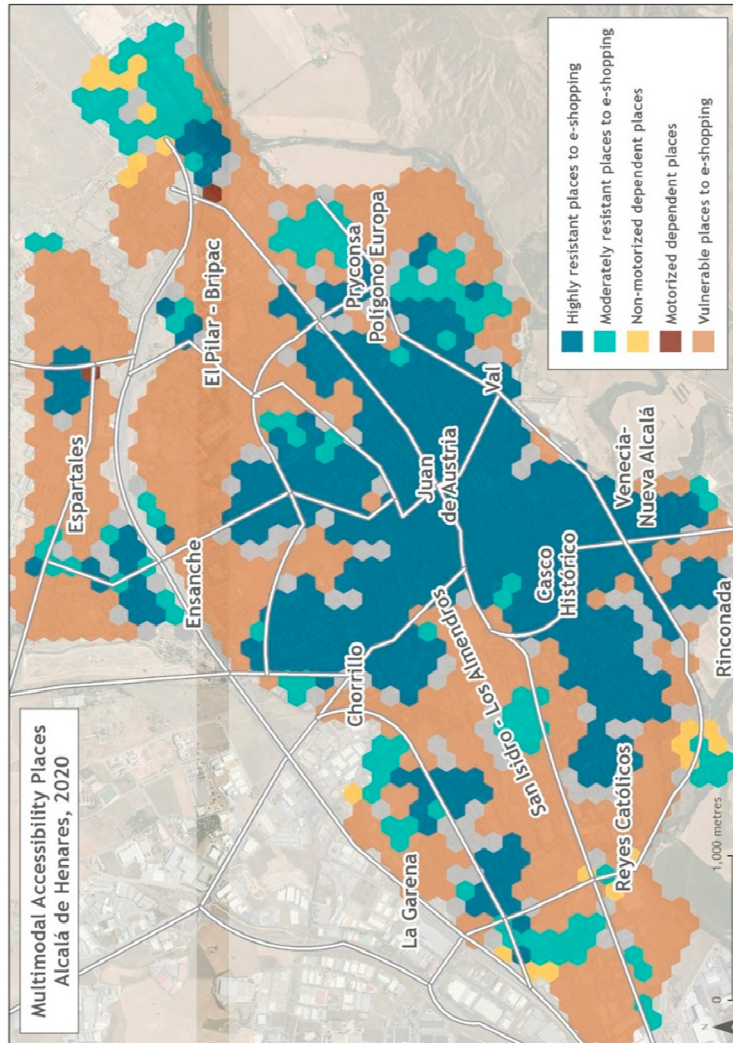 Multimodal Accessibility Places
Alcalá de Henares, 2020
Espartales
Ensanche
El Pilar - Bripac
Chorrillo
La Garena
Juan
de Austria
Pryconsa
Polígono Europa
San Isidro - Los Almendros
Val
Casco
Histórico
Venecia-
Nueva Alcalá
Reyes Católicos
Rinconada
Highly resistant places to e-shopping
Moderately resistant places to e-shopping
Non-motorized dependent places
Motorized dependent places
Vulnerable places to e-shopping
N
0
1,000 metres